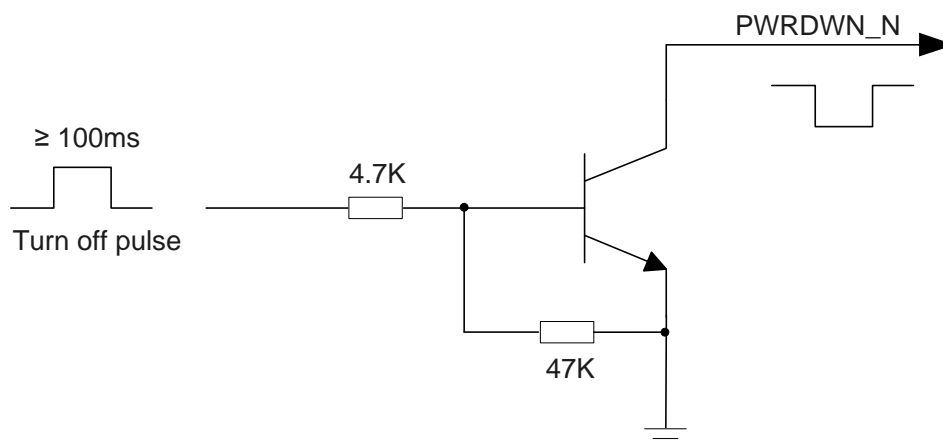 PWRDWN_N
≥ 100ms
4.7K
Turn off pulse
47K